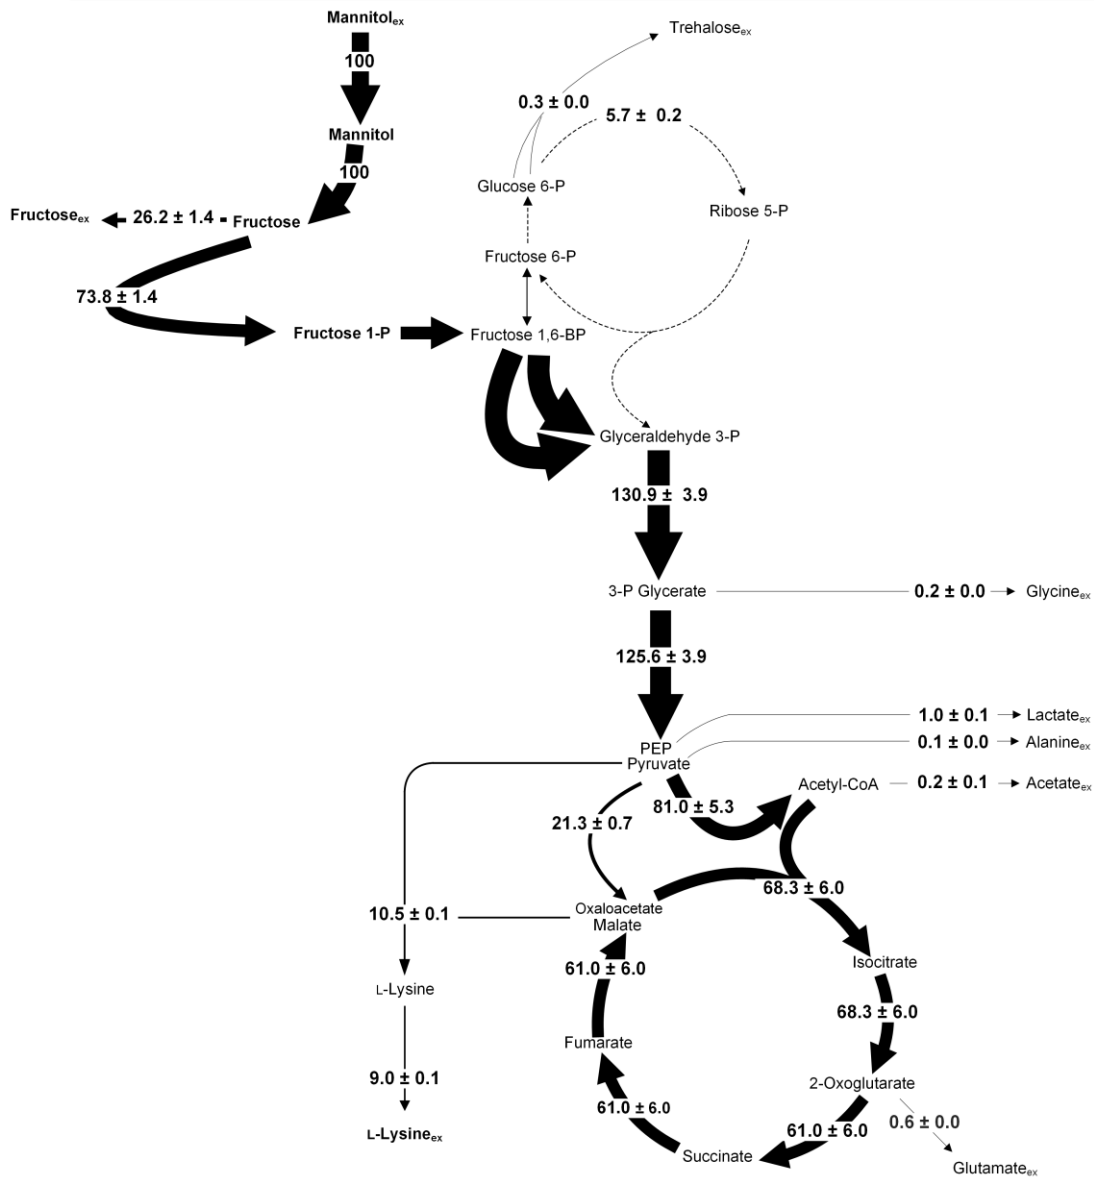 Mannitolex
Trehaloseex
100
0.3 ± 0.0
5.7 ± 0.2
Mannitol
100
Glucose 6-P
Ribose 5-P
Fructoseex
26.2 ± 1.4
Fructose
Fructose 6-P
73.8 ± 1.4
Fructose 1-P
Fructose 1,6-BP
Glyceraldehyde 3-P
130.9 ± 3.9
3-P Glycerate
0.2 ± 0.0
Glycineex
125.6 ± 3.9
1.0 ± 0.1
Lactateex
PEP
Pyruvate
0.1 ± 0.0
Alanineex
Acetyl-CoA
0.2 ± 0.1
Acetateex
81.0 ± 5.3
21.3 ± 0.7
68.3 ± 6.0
10.5 ± 0.1
Oxaloacetate
Malate
Isocitrate
61.0 ± 6.0
L-Lysine
68.3 ± 6.0
Fumarate
9.0 ± 0.1
2-Oxoglutarate
61.0 ± 6.0
61.0 ± 6.0
0.6 ± 0.0
L-Lysineex
Succinate
Glutamateex